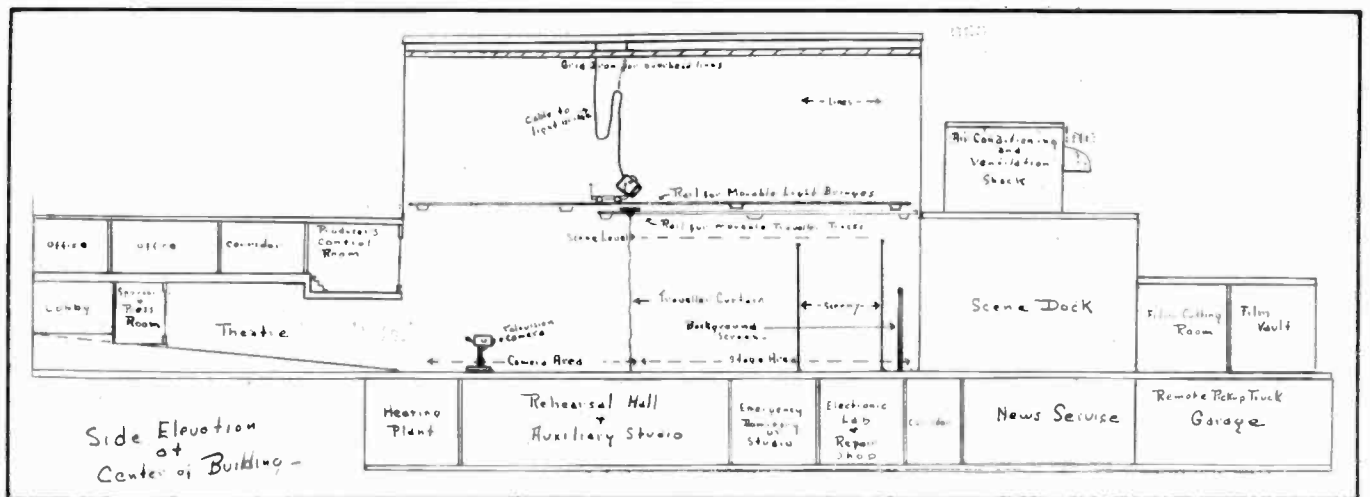 Grid Iron for overhead lines
Cable to
light bridge
Lines
Air Conditioning
and
Ventilation
Shack
Rail for Movable Light Bridges
Rail for Movable Traveller Tracks
Scene Level
Office
Office
Corridor
Producer's
Control
Room
Lobby
Press
Room
Theatre
Television
Camera
Traveller Curtain
Scenery
Background
Screen
Camera Area
Stage Area
Scene Dock
Film Cutting
Room
Film
Vault
Heating
Plant
Rehearsal Hall
+
Auxiliary Studio
Emergency
Studio
Electronic
Lab
+
Repair
Shop
Corridor
News Service
Remote Pickup Truck
Garage
Side Elevation
at
Center of Building